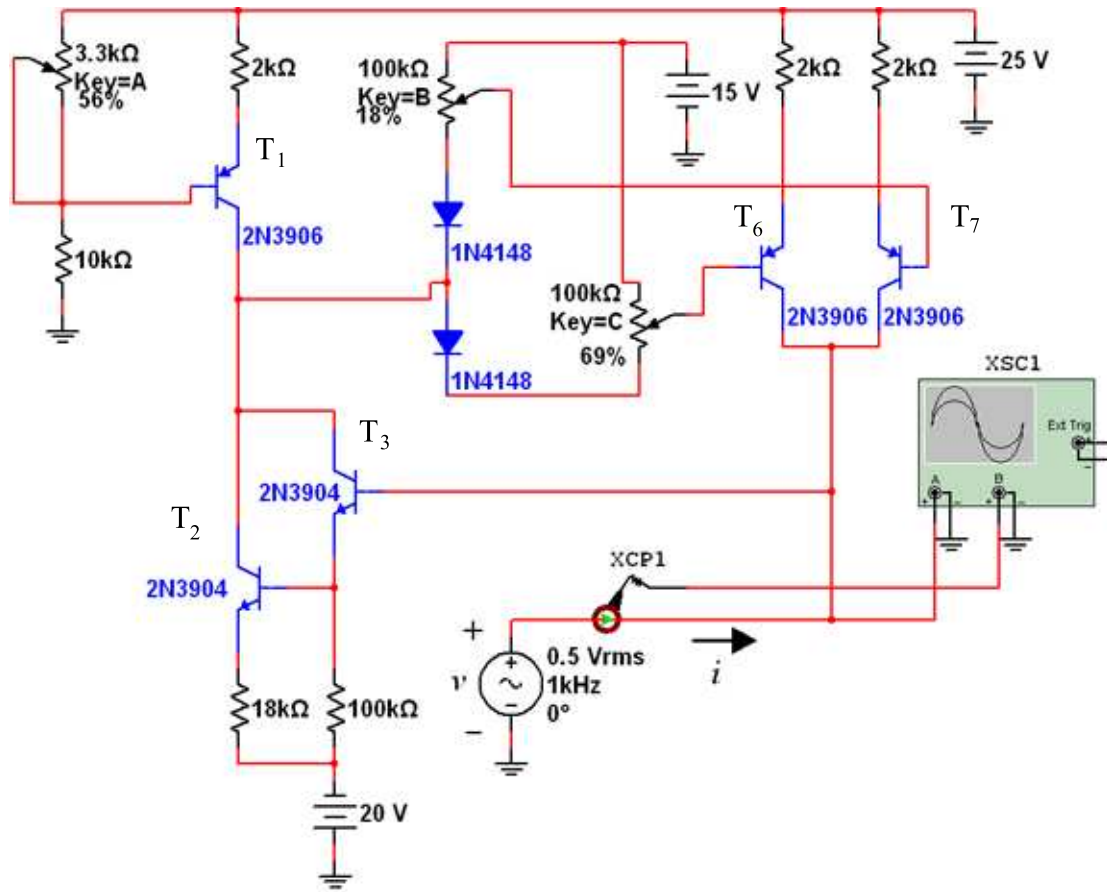 3.3kΩ
Key=A
56%
2kΩ
100kΩ
Key=B
18%
15 V
2kΩ
2kΩ
25 V
T1
2N3906
10kΩ
1N4148
T6
T7
100kΩ
Key=C
69%
2N3906
2N3906
1N4148
XSC1
Ext Trig
+
-
A
B
+ - + -
T3
2N3904
T2
2N3904
XCP1
+
v
-
0.5 Vrms
1kHz
0°
i
18kΩ
100kΩ
20 V